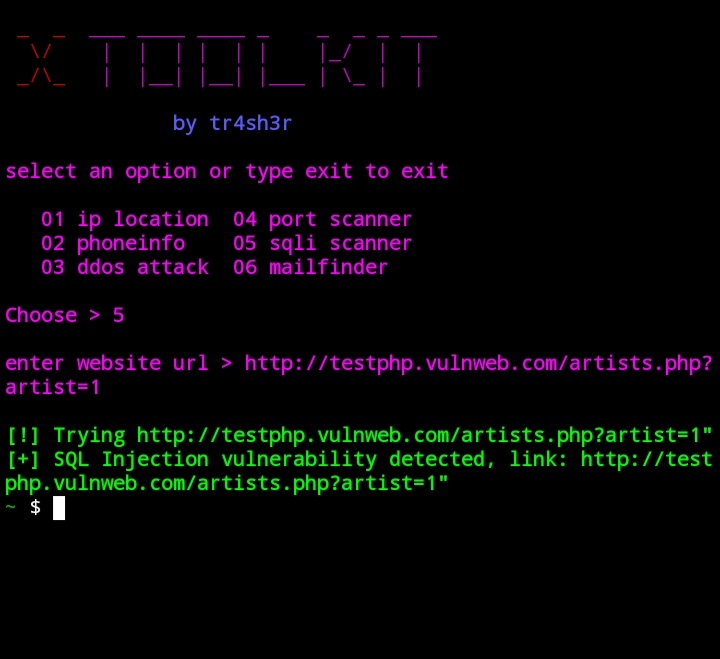 X TOOLKIT
by tr4sh3r
select an option or type exit to exit
01 ip location  04 port scanner
02 phoneinfo    05 sqli scanner
03 ddos attack  06 mailfinder
Choose > 5
enter website url > http://testphp.vulnweb.com/artists.php?
artist=1
[!] Trying http://testphp.vulnweb.com/artists.php?artist=1"
[+] SQL Injection vulnerability detected, link: http://test
php.vulnweb.com/artists.php?artist=1"
~ $